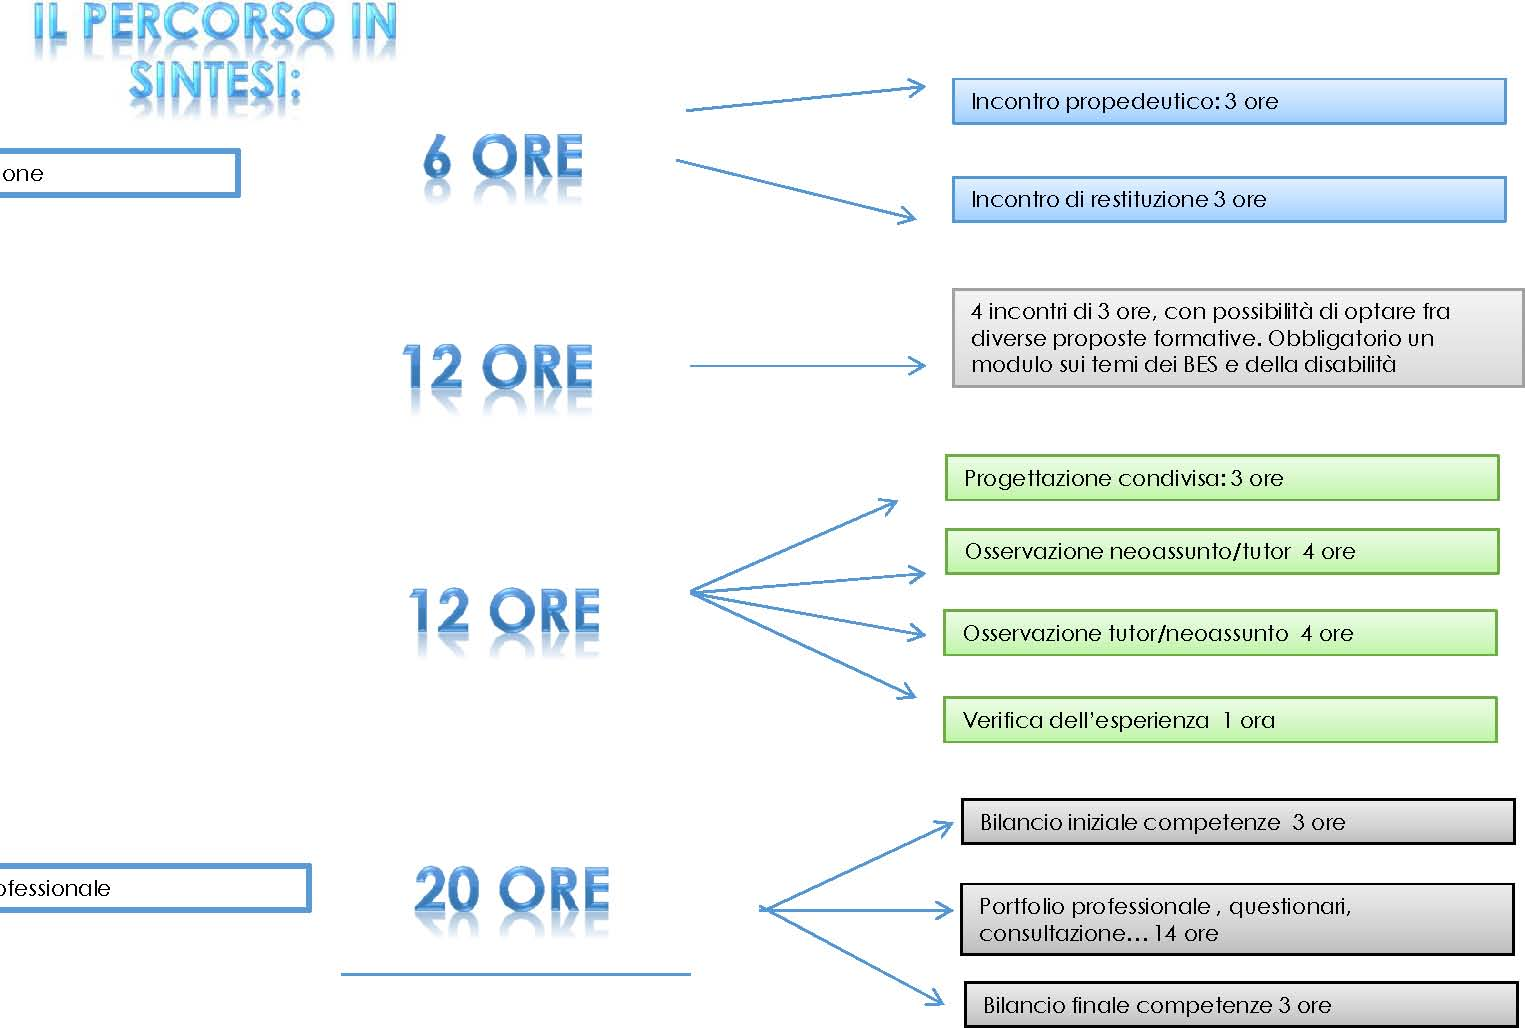 IL PERCORSO IN
SINTESI:
one
6 ORE
Incontro propedeutico: 3 ore
Incontro di restituzione 3 ore
12 ORE
4 incontri di 3 ore, con possibilità di optare fra
diverse proposte formative. Obbligatorio un
modulo sui temi dei BES e della disabilità
12 ORE
Progettazione condivisa: 3 ore
Osservazione neoassunto/tutor 4 ore
Osservazione tutor/neoassunto 4 ore
Verifica dell’esperienza 1 ora
ofessionale
20 ORE
Bilancio iniziale competenze 3 ore
Portfolio professionale , questionari,
consultazione… 14 ore
Bilancio finale competenze 3 ore